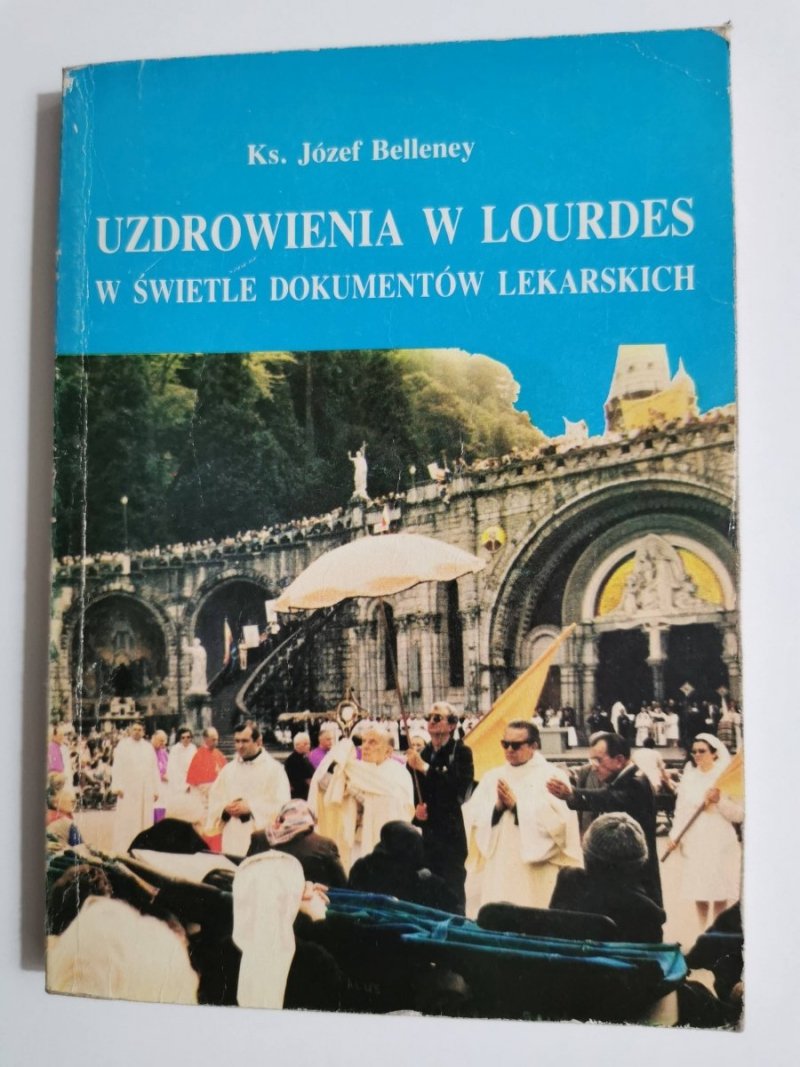 Ks. Józef Belleney
UZDROWIENIA W LOURDES
W ŚWIETLE DOKUMENTÓW LEKARSKICH